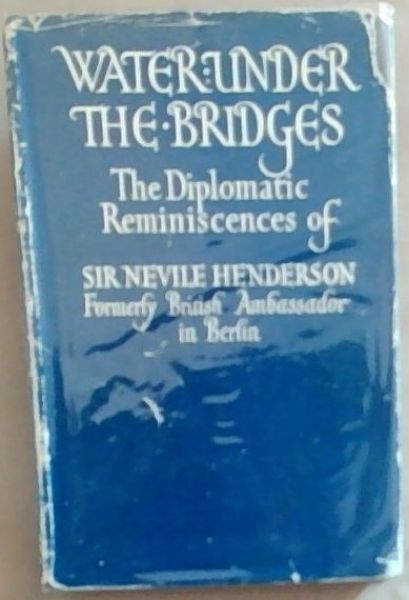 WATER:UNDER
THE·BRIDGES
The Diplomatic
Reminiscences of
SIR NEVILE HENDERSON
Formerly British Ambassador
in Berlin